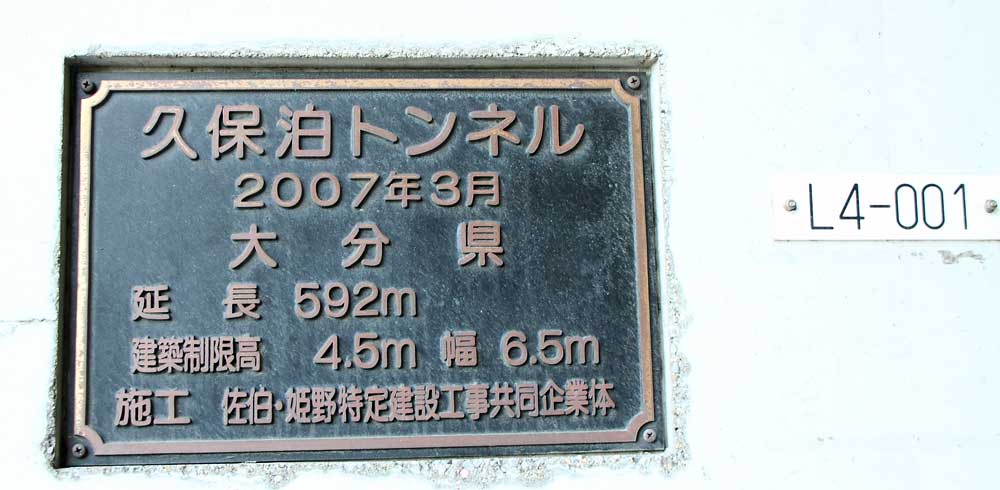 久保泊トンネル
2007年3月
大分県
延長 592m
建築制限高 4.5m 幅 6.5m
施工 佐伯・姫野特定建設工事共同企業体
L4-001